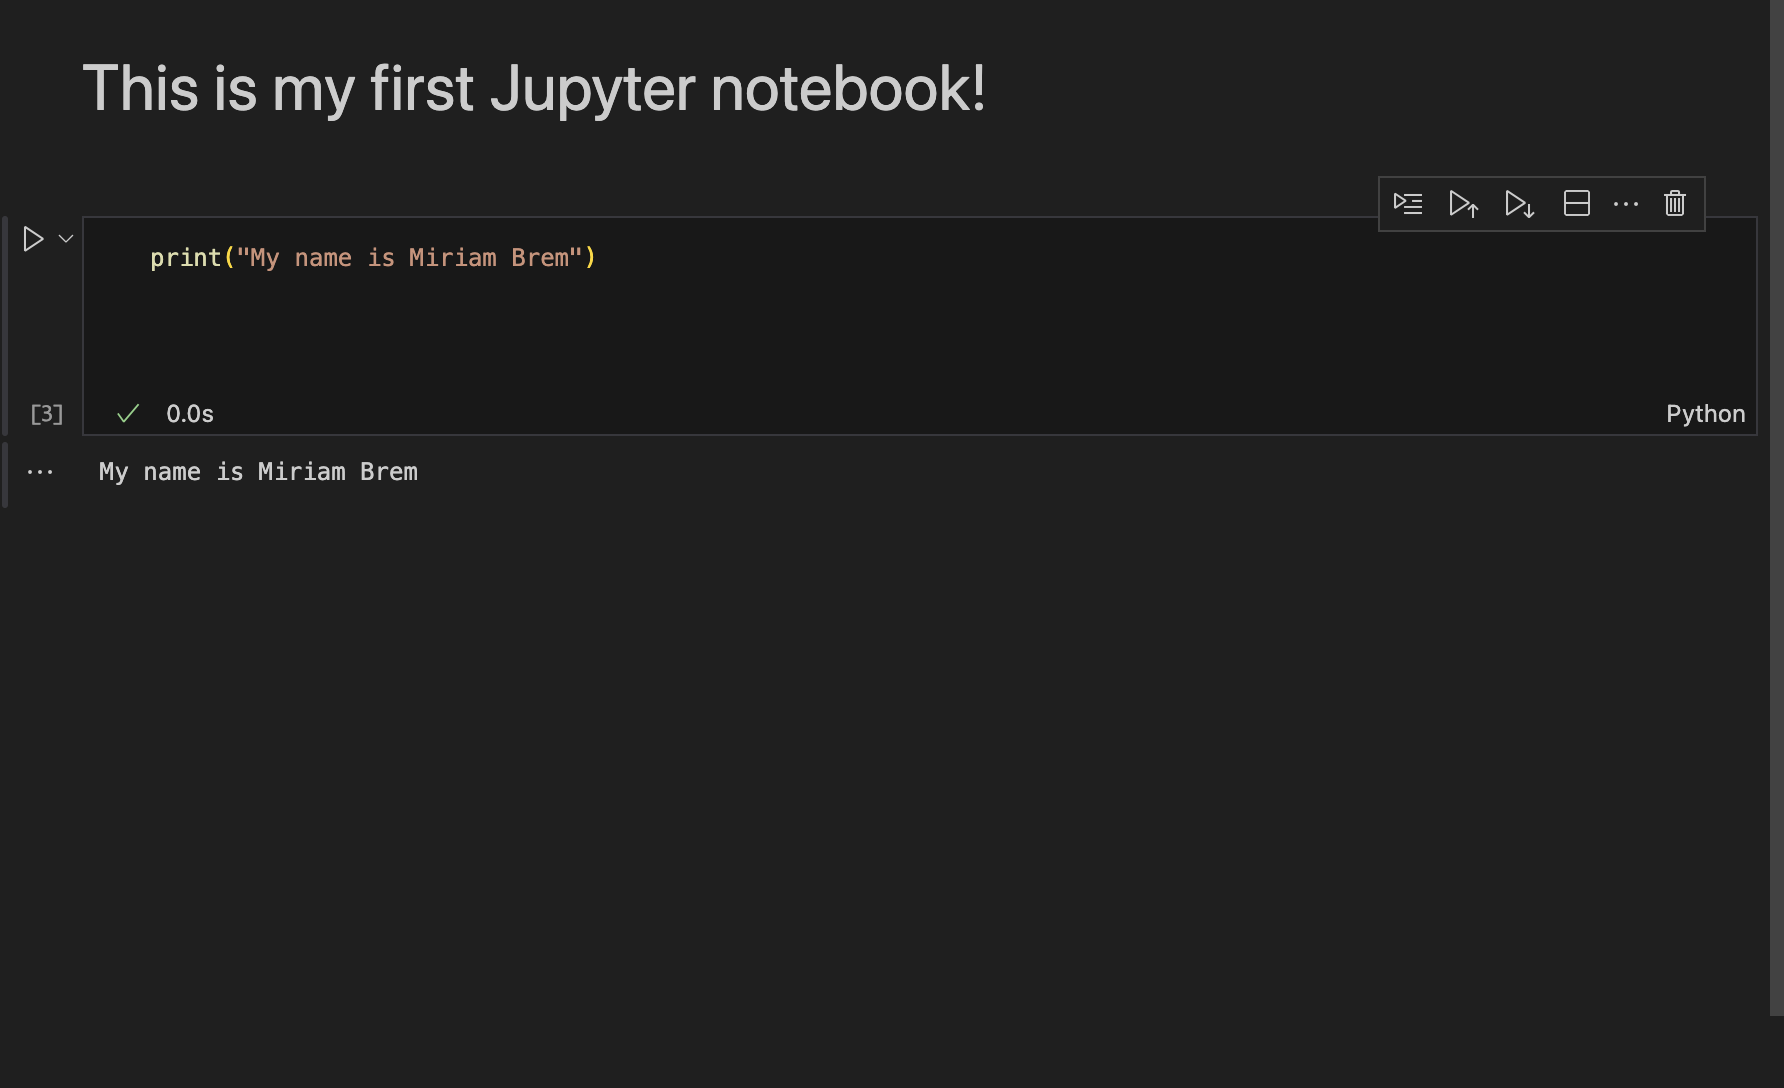 This is my first Jupyter notebook!
print("My name is Miriam Brem")
[3] 0.0s Python
My name is Miriam Brem